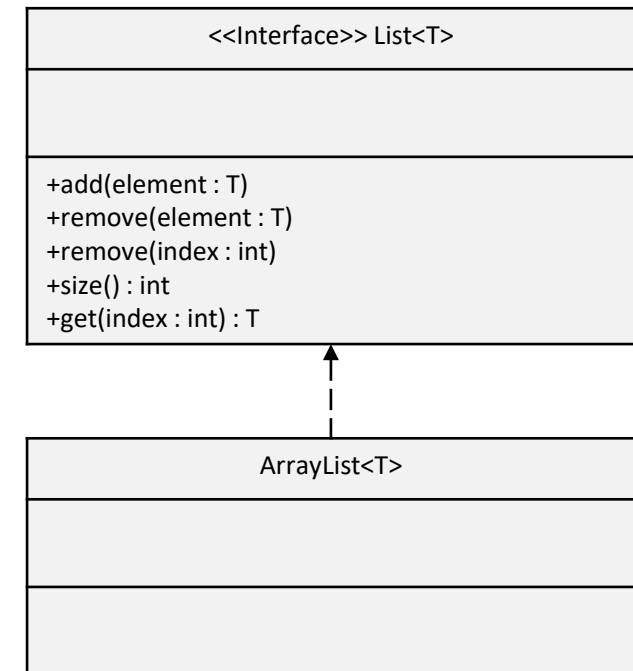 <<Interface>> List<T>
+add(element : T)
+remove(element : T)
+remove(index : int)
+size() : int
+get(index : int) : T
ArrayList<T>